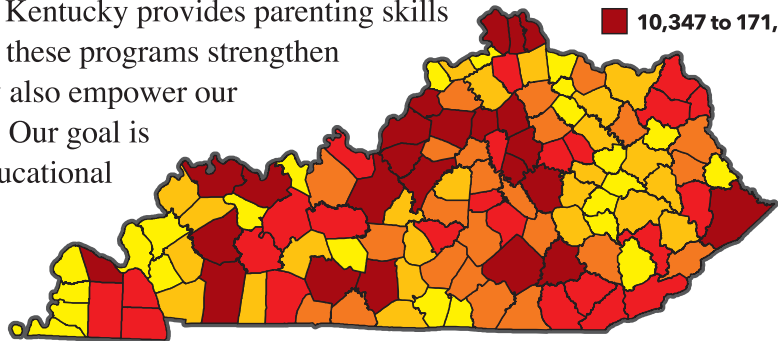 Kentucky provides parenting skills
these programs strengthen
also empower our
Our goal is
ucational
10,347 to 171,